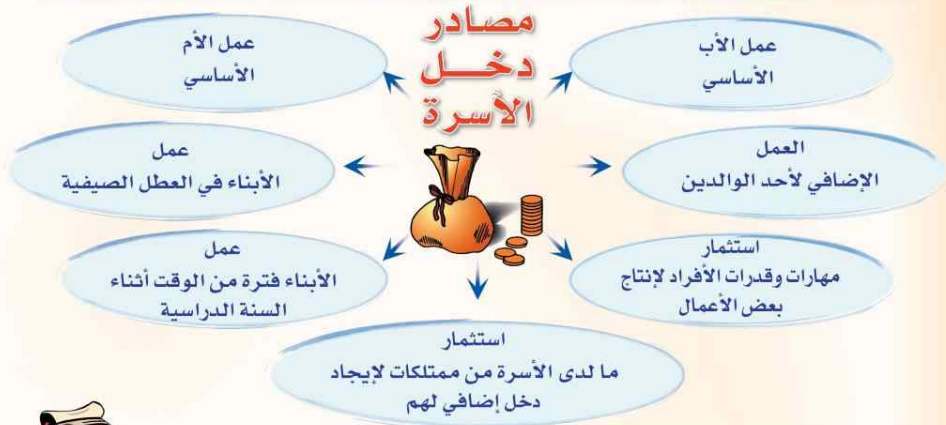 مصادر
دخـــل
الأسرة
عمل الأب
الأساسي
عمل الأم
الأساسي
العمل
الإضافي لأحد الوالدين
عمل
الأبناء في العطل الصيفية
استثمار
مهارات وقدرات الأفراد لإنتاج
بعض الأعمال
عمل
الأبناء فترة من الوقت أثناء
السنة الدراسية
استثمار
ما لدى الأسرة من ممتلكات لإيجاد
دخل إضافي لهم